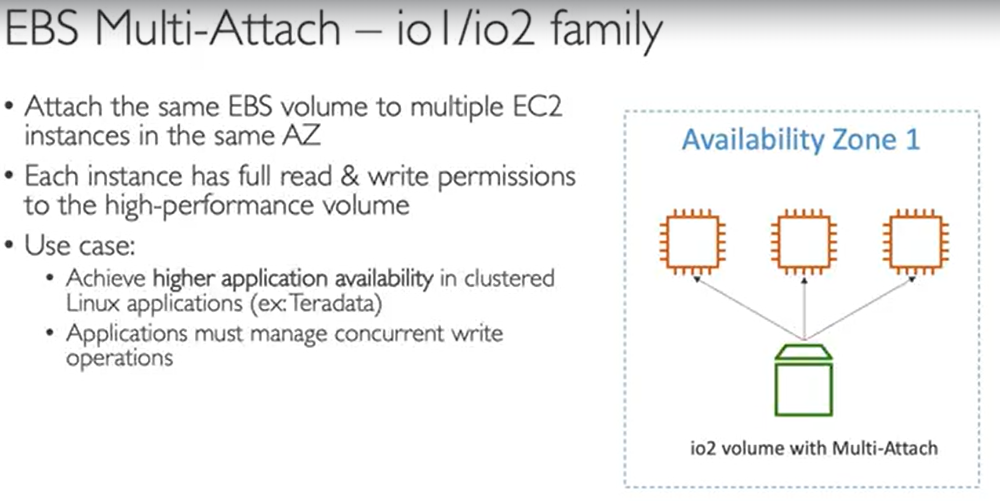 EBS Multi-Attach – io1/io2 family
• Attach the same EBS volume to multiple EC2
instances in the same AZ
• Each instance has full read & write permissions
to the high-performance volume
• Use case:
• Achieve higher application availability in clustered
Linux applications (ex: Teradata)
• Applications must manage concurrent write
operations
Availability Zone 1
io2 volume with Multi-Attach